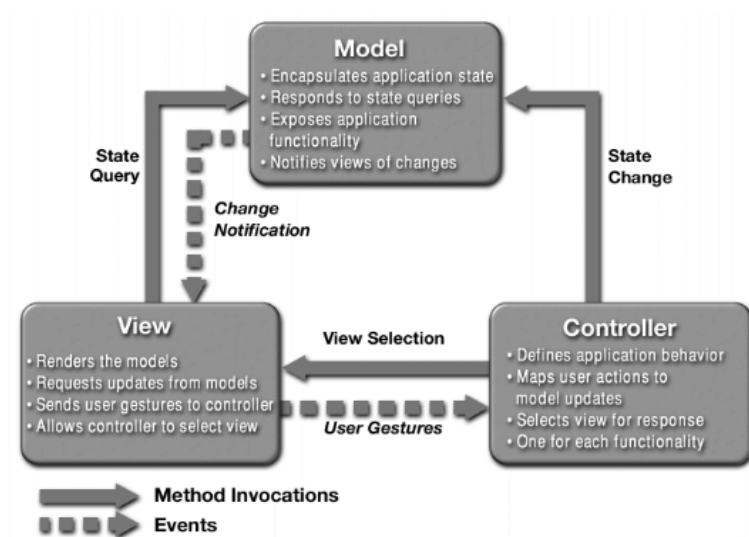 Model
• Encapsulates application state
• Responds to state queries
• Exposes application
functionality
• Notifies views of changes
State
Query
State
Change
Change
Notification
View
• Renders the models
• Requests updates from models
• Sends user gestures to controller
• Allows controller to select view
View Selection
User Gestures
Controller
• Defines application behavior
• Maps user actions to
model updates
• Selects view for response
• One for each functionality
Method Invocations
Events